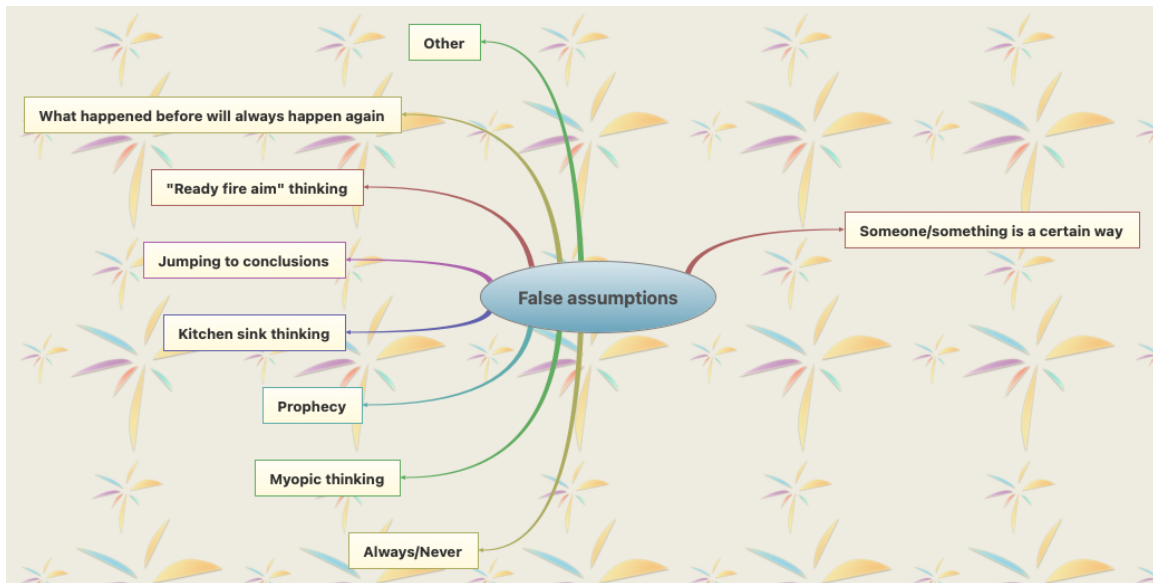 Other
What happened before will always happen again
"Ready fire aim" thinking
Someone/something is a certain way
Jumping to conclusions
False assumptions
Kitchen sink thinking
Prophecy
Myopic thinking
Always/Never